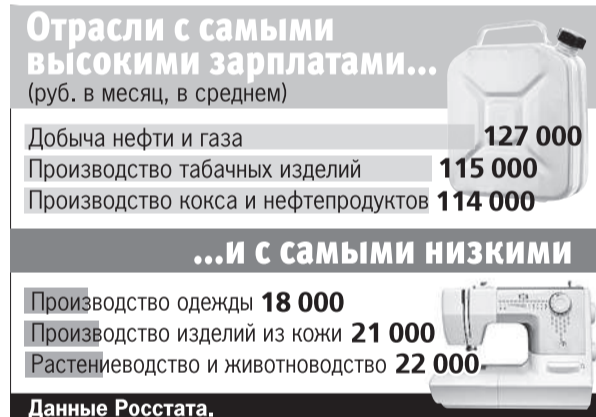 Отрасли с самыми
высокими зарплатами...
(руб. в месяц, в среднем)
Добыча нефти и газа 127 000
Производство табачных изделий 115 000
Производство кокса и нефтепродуктов 114 000
...и с самыми низкими
Производство одежды 18 000
Производство изделий из кожи 21 000
Растениеводство и животноводство 22 000
Данные Росстата.